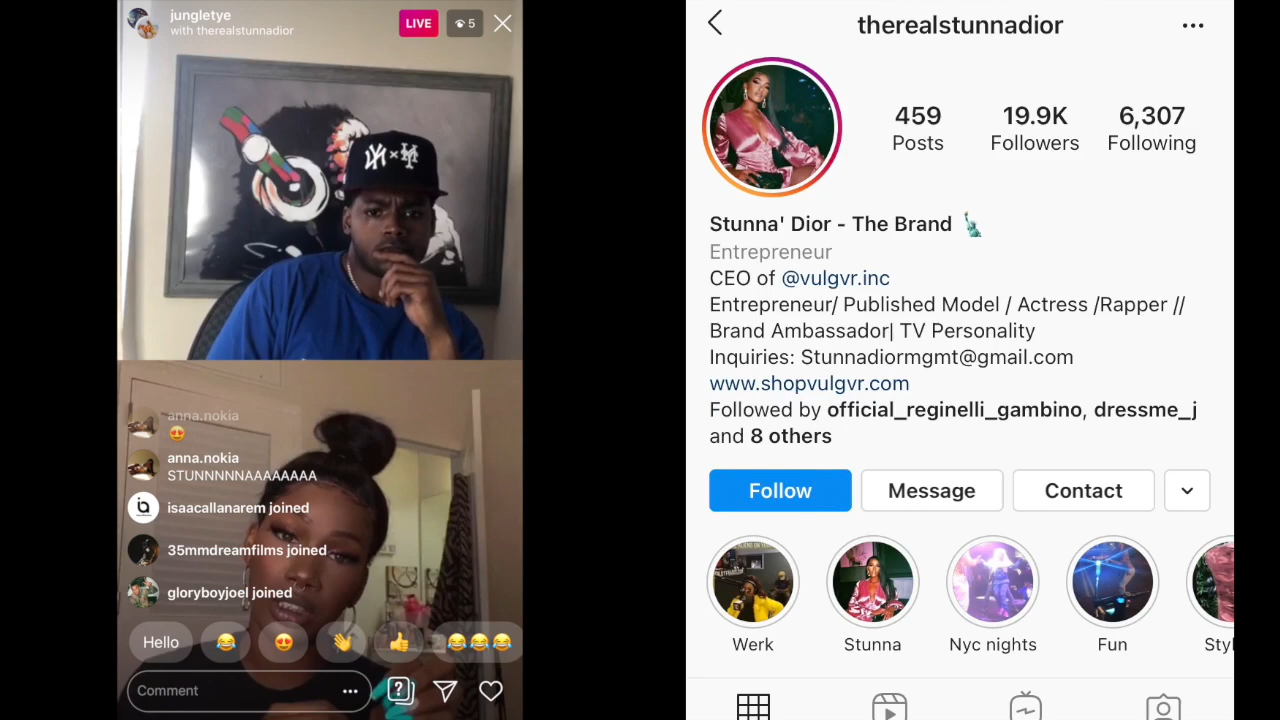 jungletye
with therealstunnadior
LIVE
5
anna.nokia
😍
anna.nokia
STUNNNNNAAAAAAAA
isaacallanarem joined
35mmdreamfilms joined
gloryboyjoel joined
Hello 😂 😍 👋 👍 😂😂😂
Comment
therealstunnadior
459 19.9K 6,307
Posts Followers Following
Stunna' Dior - The Brand 🗽
Entrepreneur
CEO of @vulgvr.inc
Entrepreneur/ Published Model / Actress /Rapper //
Brand Ambassador| TV Personality
Inquiries: Stunnadiormgmt@gmail.com
www.shopvulgvr.com
Followed by official_reginelli_gambino, dressme_j
and 8 others
Follow Message Contact
Werk Stunna Nyc nights Fun Styl